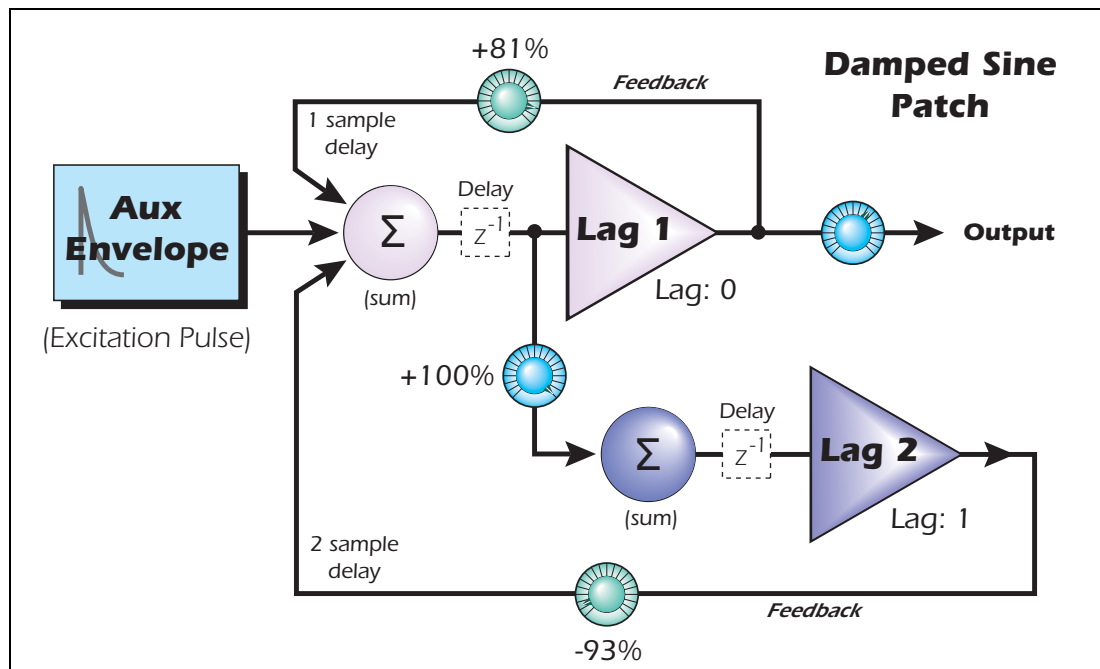 +81%
Feedback
Damped Sine
Patch
1 sample
delay
Aux
Envelope
(Excitation Pulse)
Σ
(sum)
Delay
Z-1
Lag 1
Lag: 0
Output
+100%
Σ
(sum)
Delay
Z-1
Lag 2
Lag: 1
2 sample
delay
Feedback
-93%